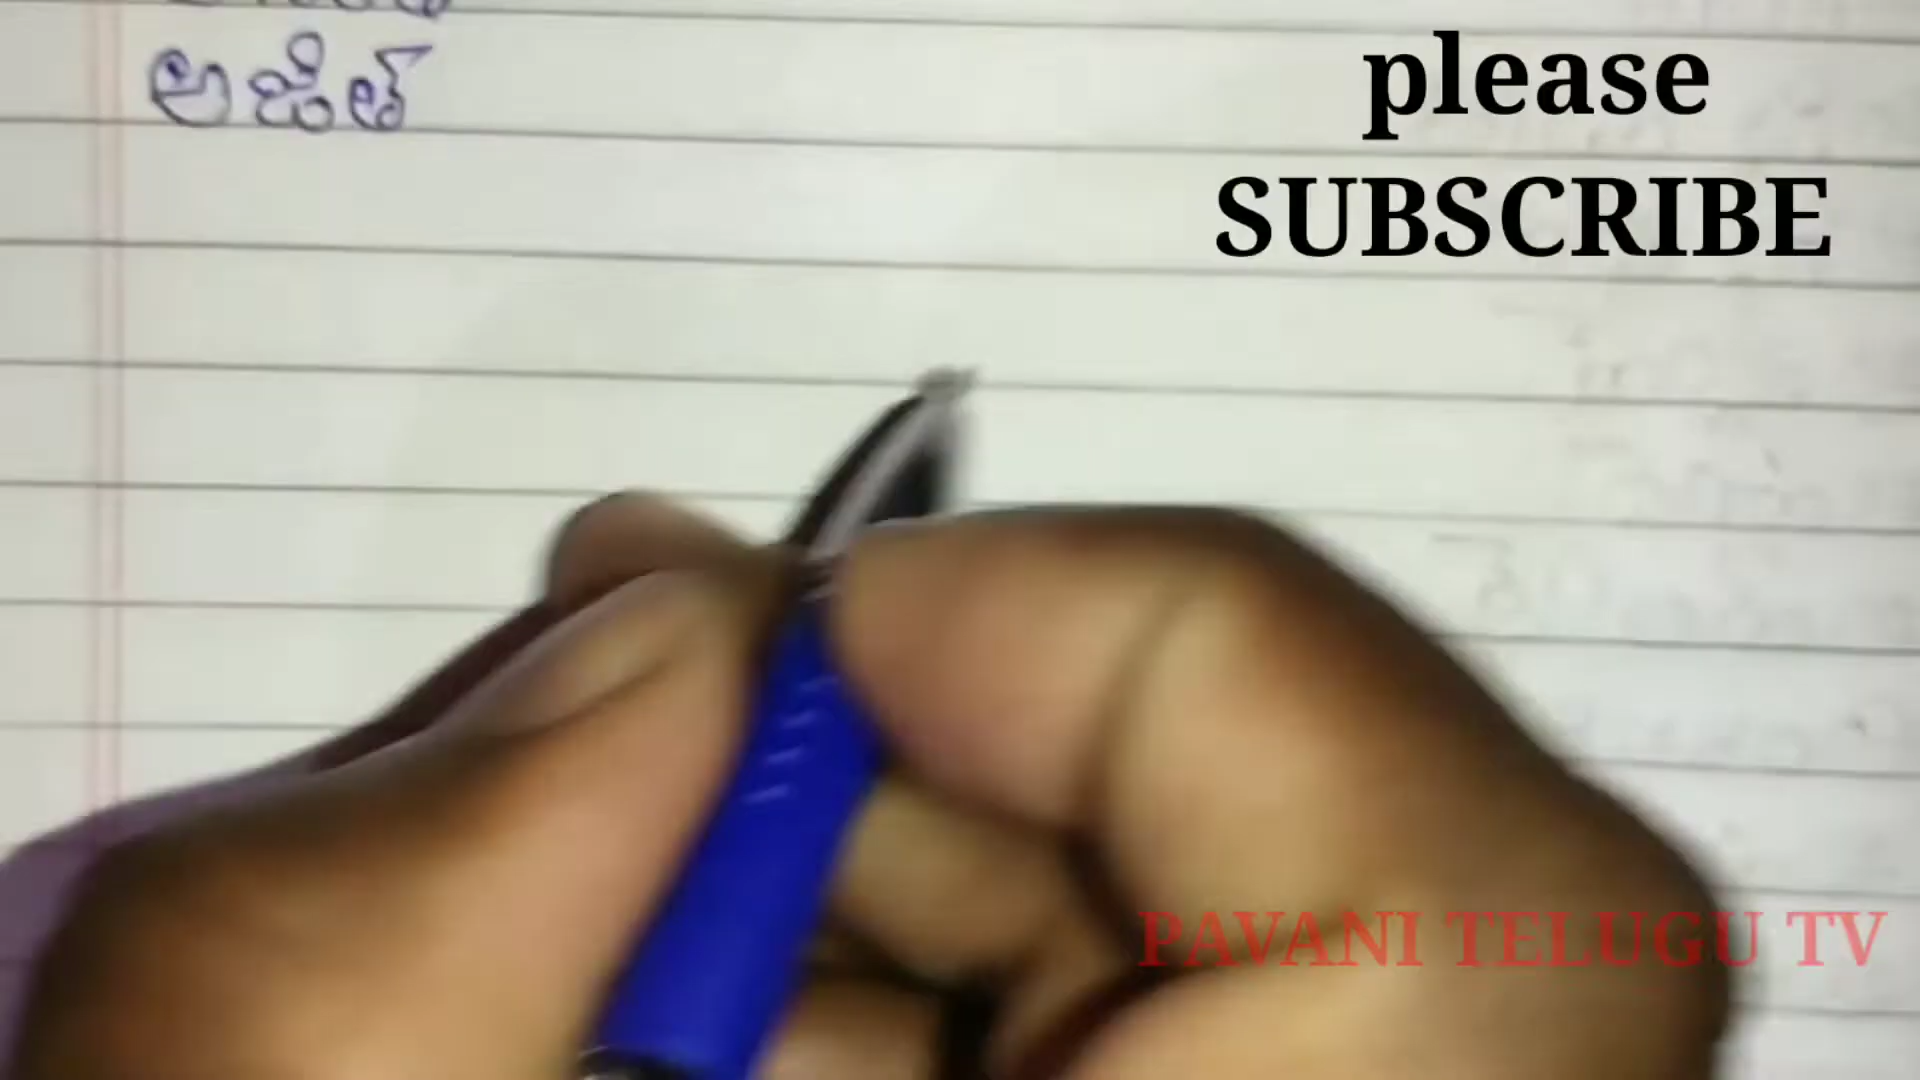 అజిత్
please
SUBSCRIBE
PAVANI TELUGU TV